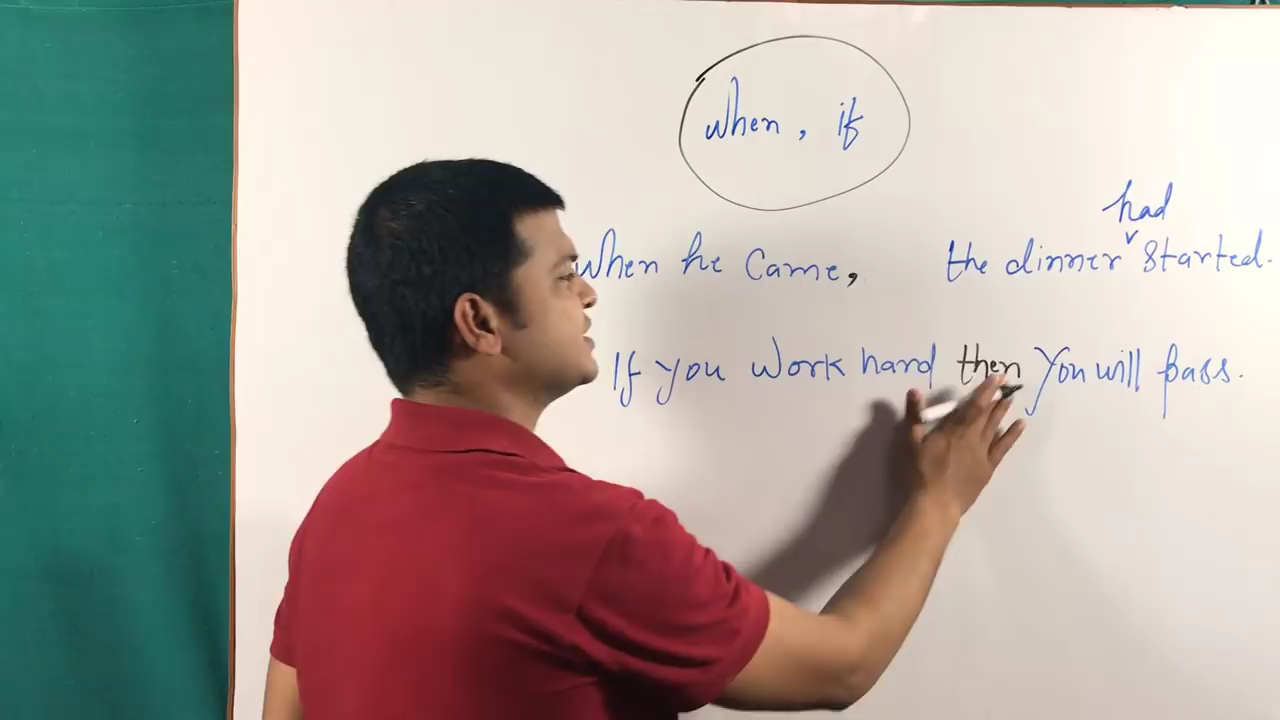 when, if
When he came, the dinner had started.
If you work hard then you will pass.